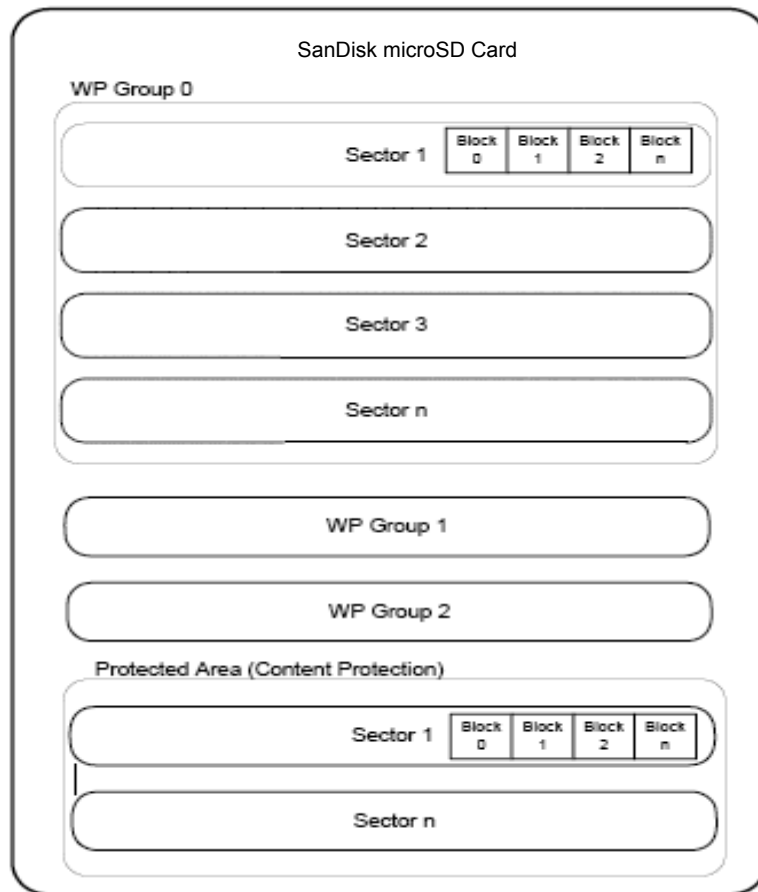 SanDisk microSD Card
WP Group 0
Sector 1
Block 0
Block 1
Block 2
Block n
Sector 2
Sector 3
Sector n
WP Group 1
WP Group 2
Protected Area (Content Protection)
Sector 1
Block 0
Block 1
Block 2
Block n
Sector n